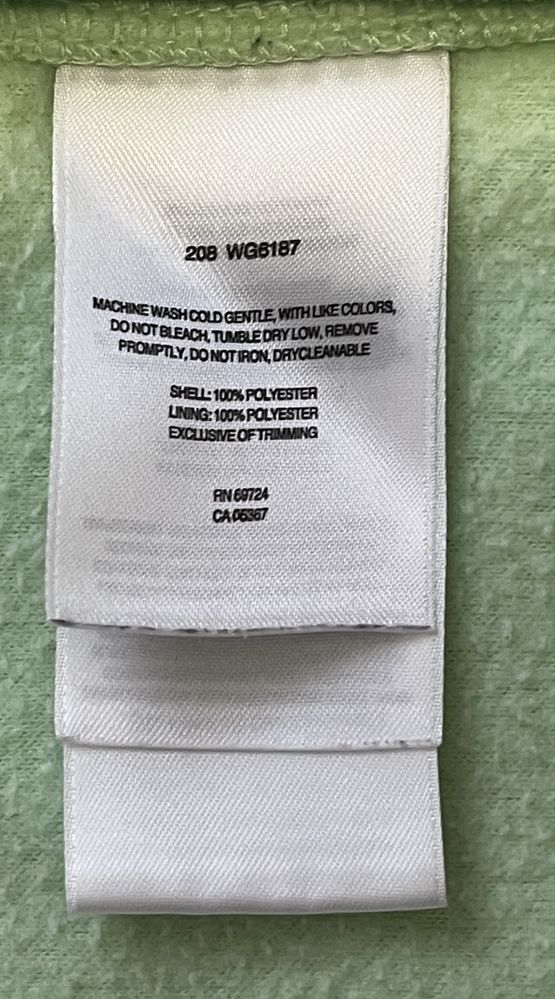 208 WG6187
MACHINE WASH COLD GENTLE, WITH LIKE COLORS,
DO NOT BLEACH, TUMBLE DRY LOW, REMOVE
PROMPTLY, DO NOT IRON, DRYCLEANABLE
SHELL: 100% POLYESTER
LINING: 100% POLYESTER
EXCLUSIVE OF TRIMMING
RN 69724
CA 05367